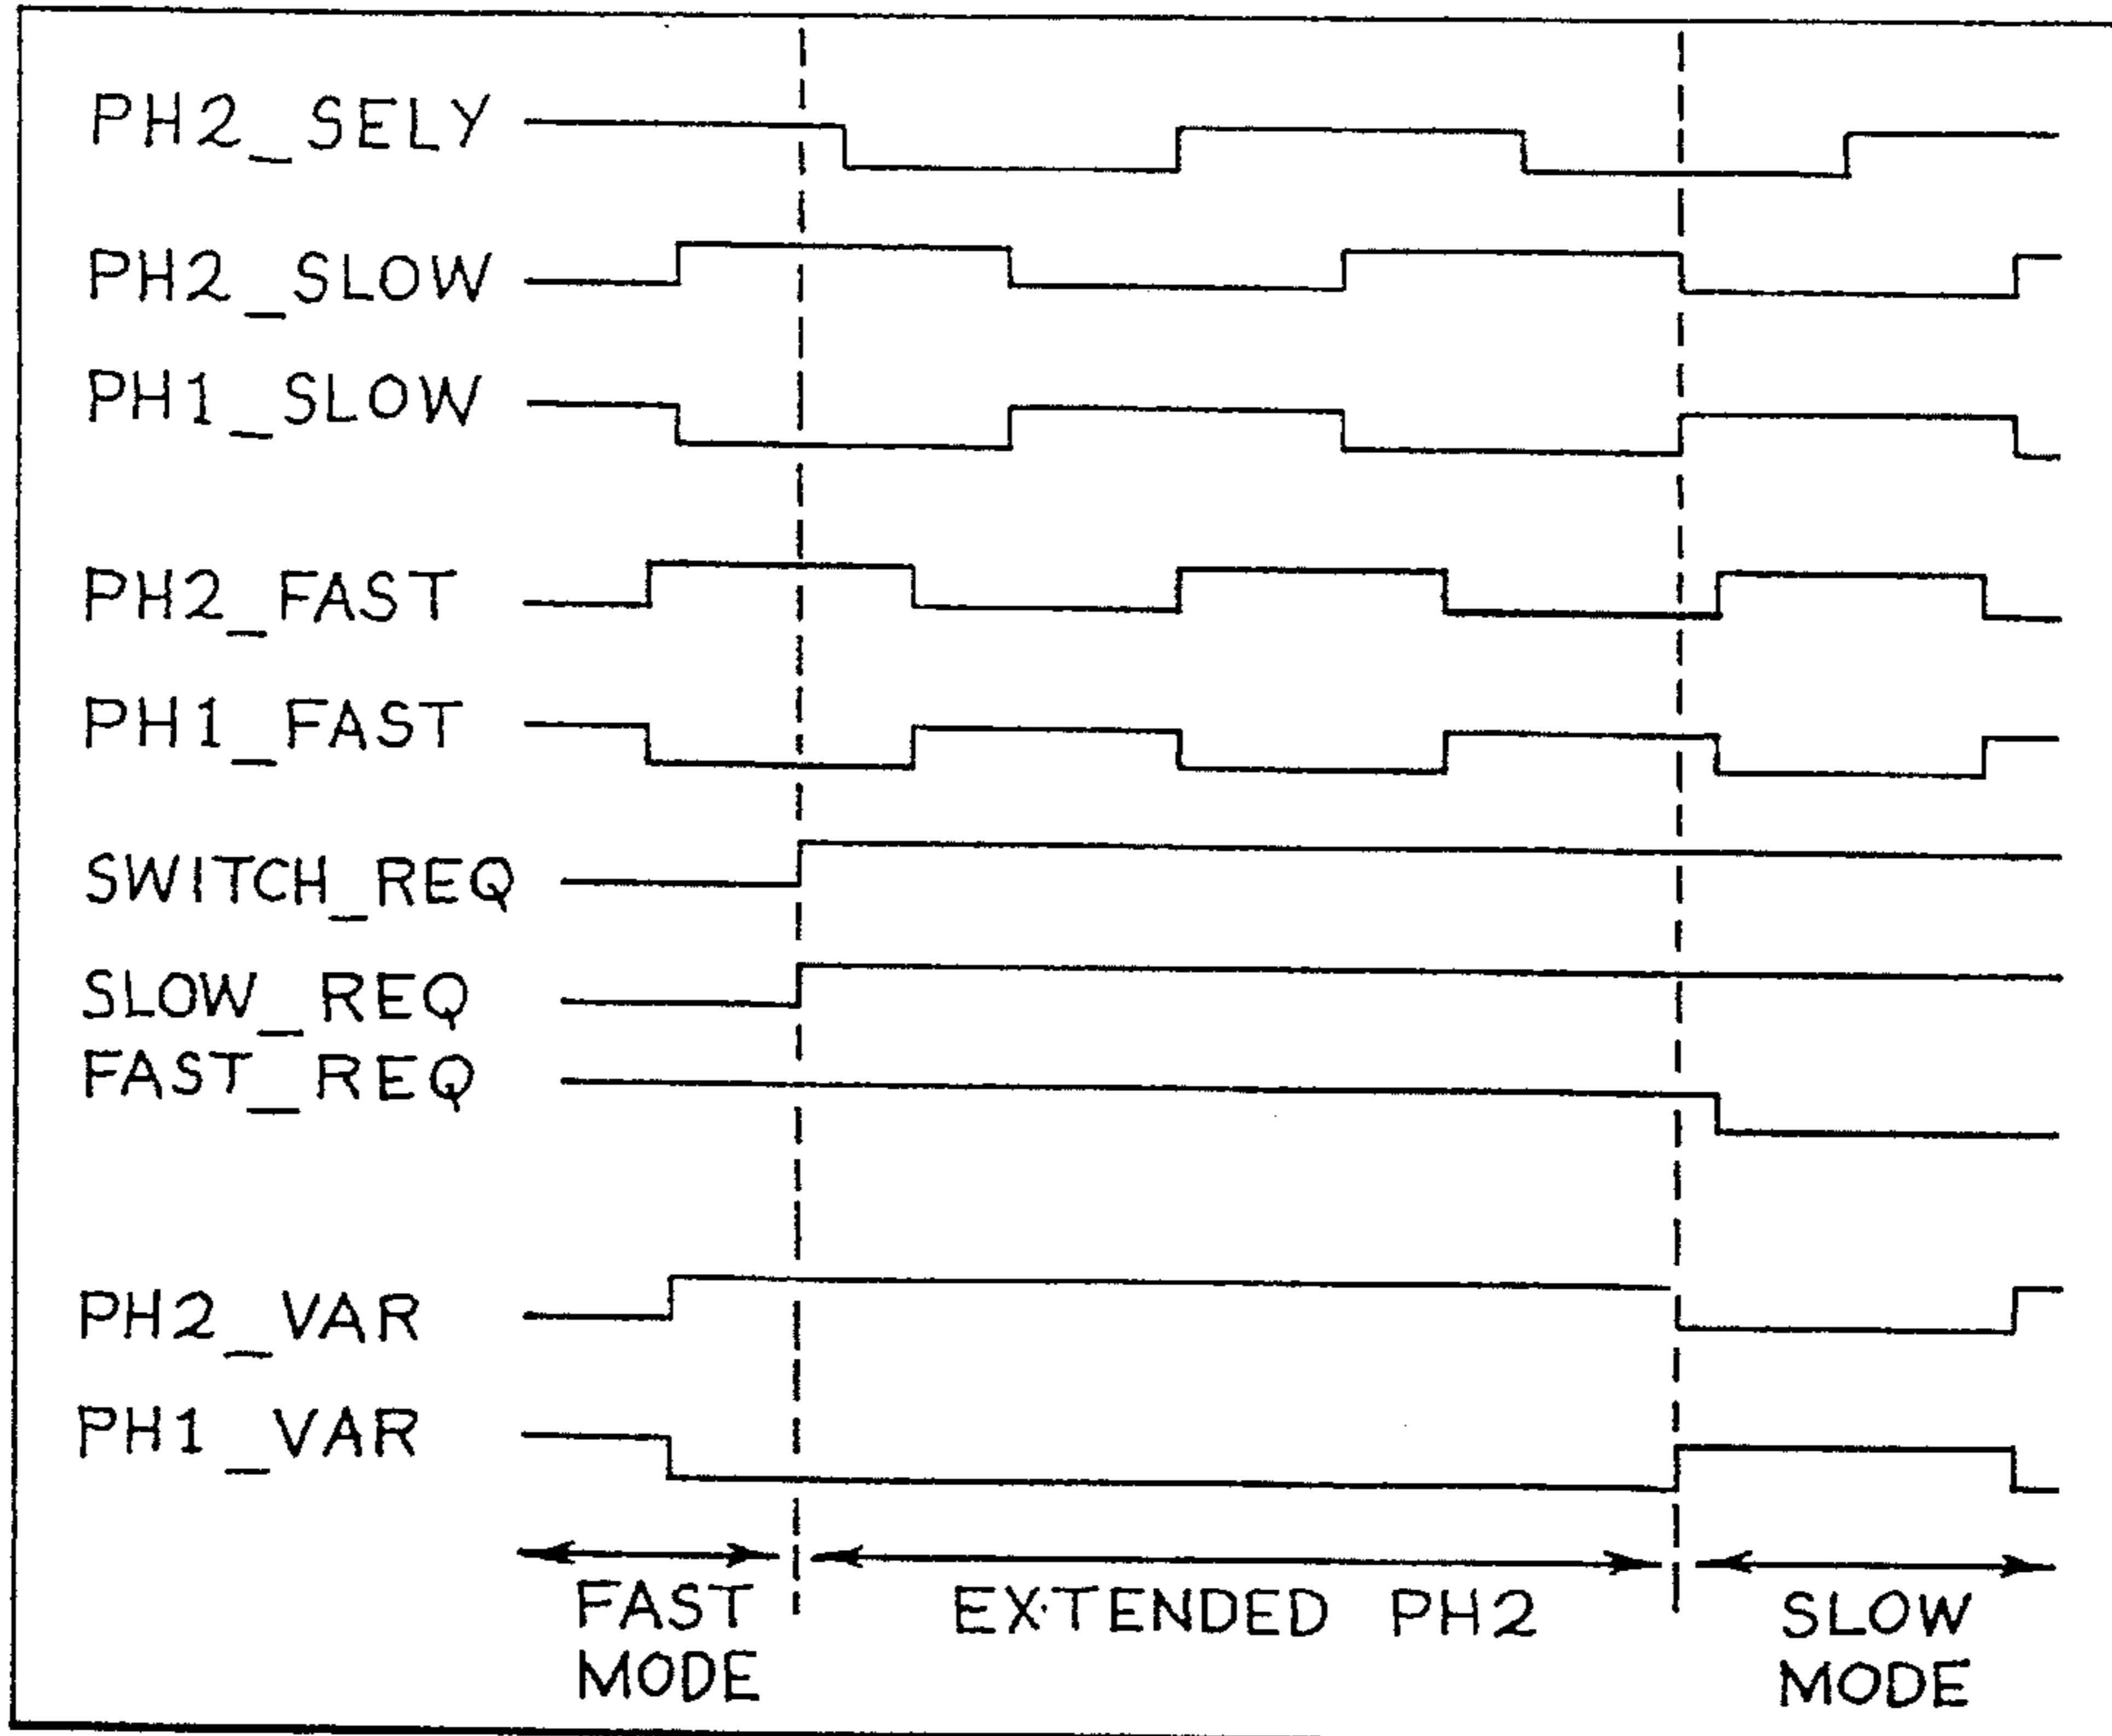 PH2_SELY
PH2_SLOW
PH1_SLOW
PH2_FAST
PH1_FAST
SWITCH_REQ
SLOW_REQ
FAST_REQ
PH2_VAR
PH1_VAR
FAST MODE
EXTENDED PH2
SLOW MODE